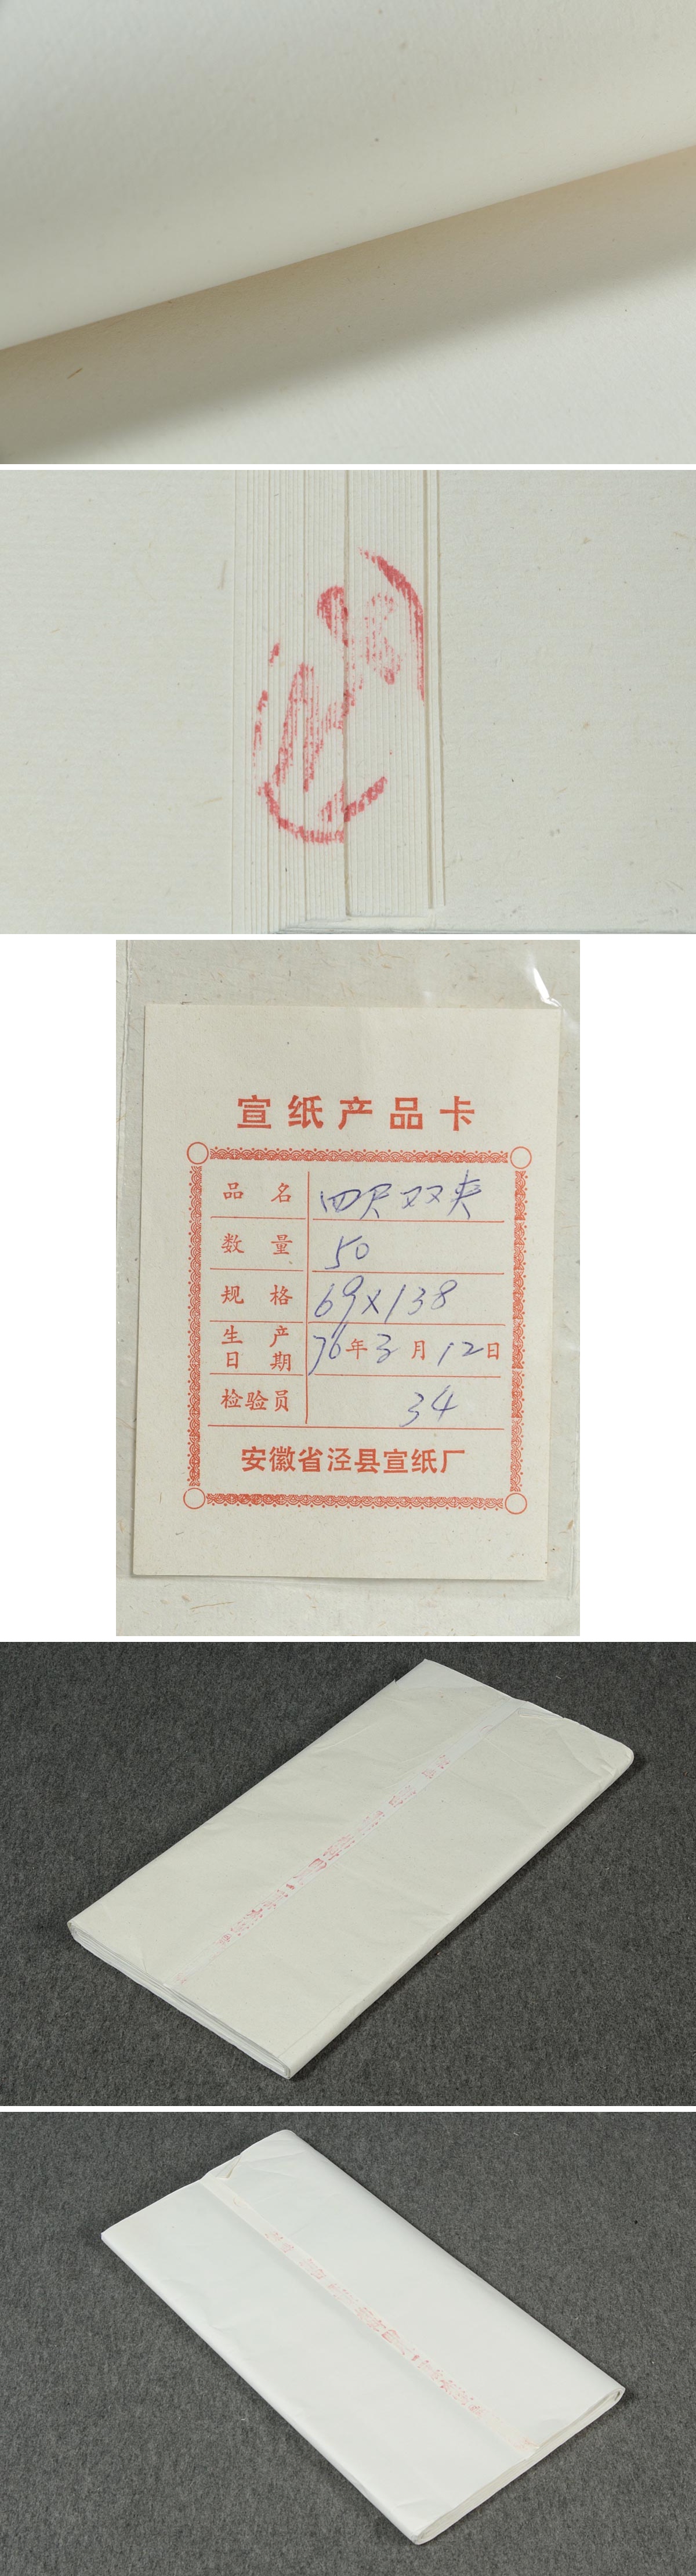 宣纸产品卡
品名 四尺双夹
数量 50
规格 69×138
生产日期 76年3月12日
检验员 34
安徽省泾县宣纸厂